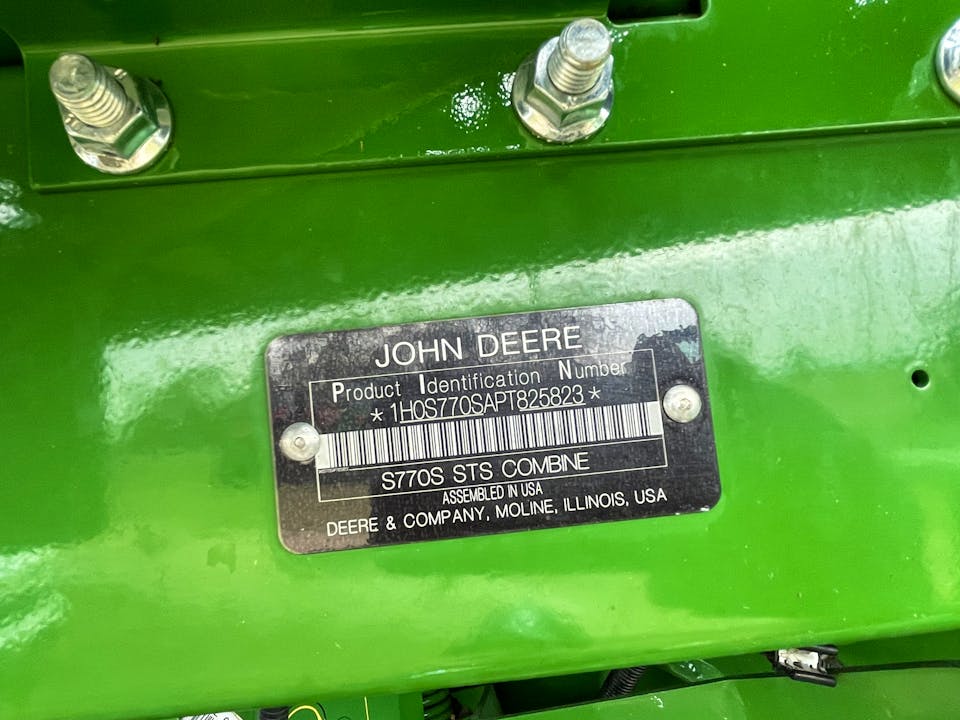 JOHN DEERE
Product Identification Number
*1H0S770SAPT825823*
S770S STS COMBINE
ASSEMBLED IN USA
DEERE & COMPANY, MOLINE, ILLINOIS, USA